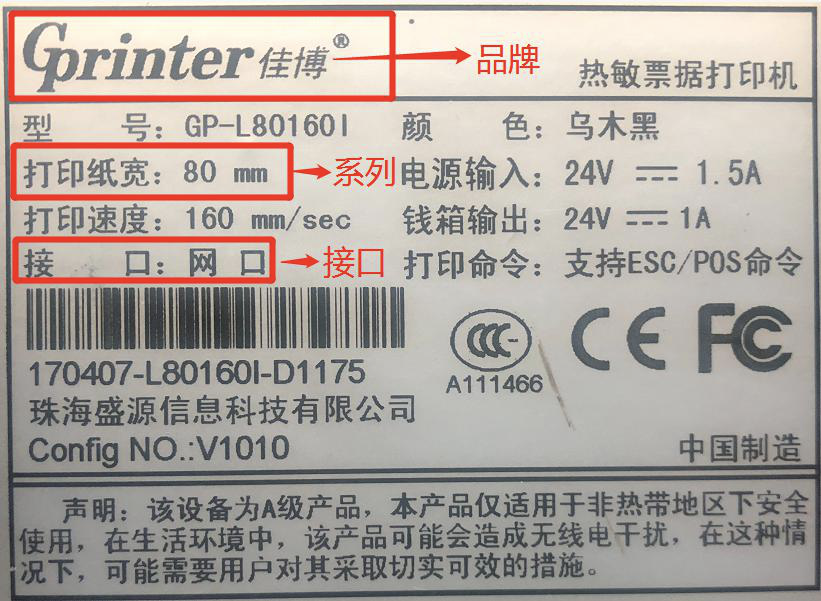 Gprinter 佳博® 品牌 热敏票据打印机
型 号：GP-L80160I 颜 色：乌木黑
打印纸宽：80 mm 系列 电源输入：24V 1.5A
打印速度：160 mm/sec 钱箱输出：24V 1A
接 口：网 口 接口 打印命令：支持ESC/POS命令
170407-L80160I-D1175
CCC
A111466
CE FC
珠海盛源信息科技有限公司
Config NO.:V1010
中国制造
声明：该设备为A级产品，本产品仅适用于非热带地区下安全
使用，在生活环境中，该产品可能会造成无线电干扰，在这种情
况下，可能需要用户对其采取切实可效的措施。